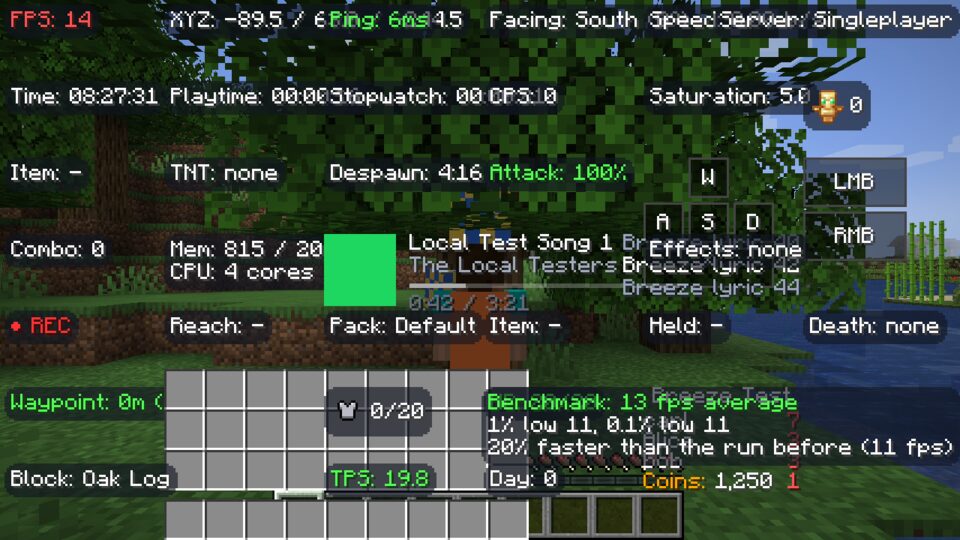 FPS: 14
XYZ: -89.5 / 6
Ping: 6ms
4.5
Facing: South
Speed
Server: Singleplayer
Time: 08:27:31
Playtime: 00:00
Stopwatch: 00
CPS: 0
Saturation: 5.0
0
Item: -
TNT: none
Despawn: 4:16
Attack: 100%
W
LMB
A S D
RMB
Combo: 0
Mem: 815 / 20
CPU: 4 cores
Local Test Song 1
The Local Testers
0:42 / 3:21
Effects: none
Breeze lyric 43
Breeze lyric 44
• REC
Reach: -
Pack: Default
Item: -
Held: -
Death: none
Waypoint: 0m (
0/20
Breeze Test
Benchmark: 13 fps average
1% low 11, 0.1% low 11
20% faster than the run before (11 fps)
Block: Oak Log
TPS: 19.8
Day: 0
Bob
Coins: 1,250
1